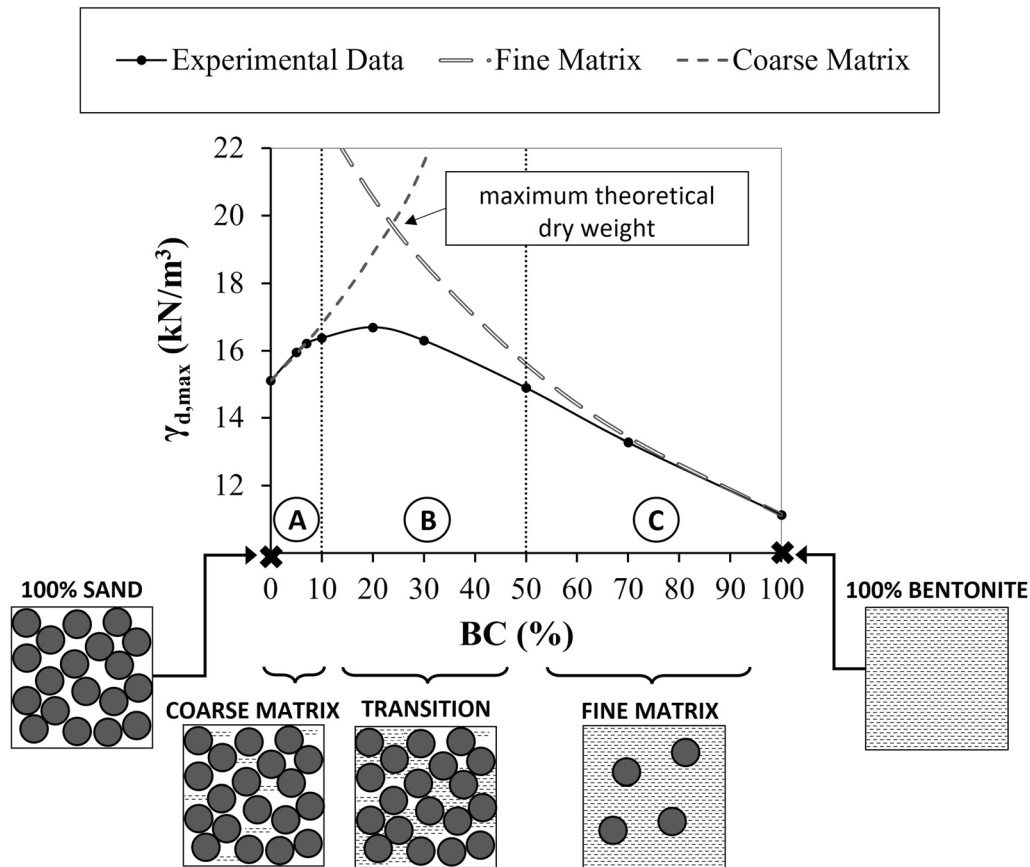 Experimental Data Fine Matrix Coarse Matrix
22
20
18
16
14
12
γd,max (kN/m³)
maximum theoretical
dry weight
A B C
0 10 20 30 40 50 60 70 80 90 100
BC (%)
100% SAND
100% BENTONITE
COARSE MATRIX
TRANSITION
FINE MATRIX